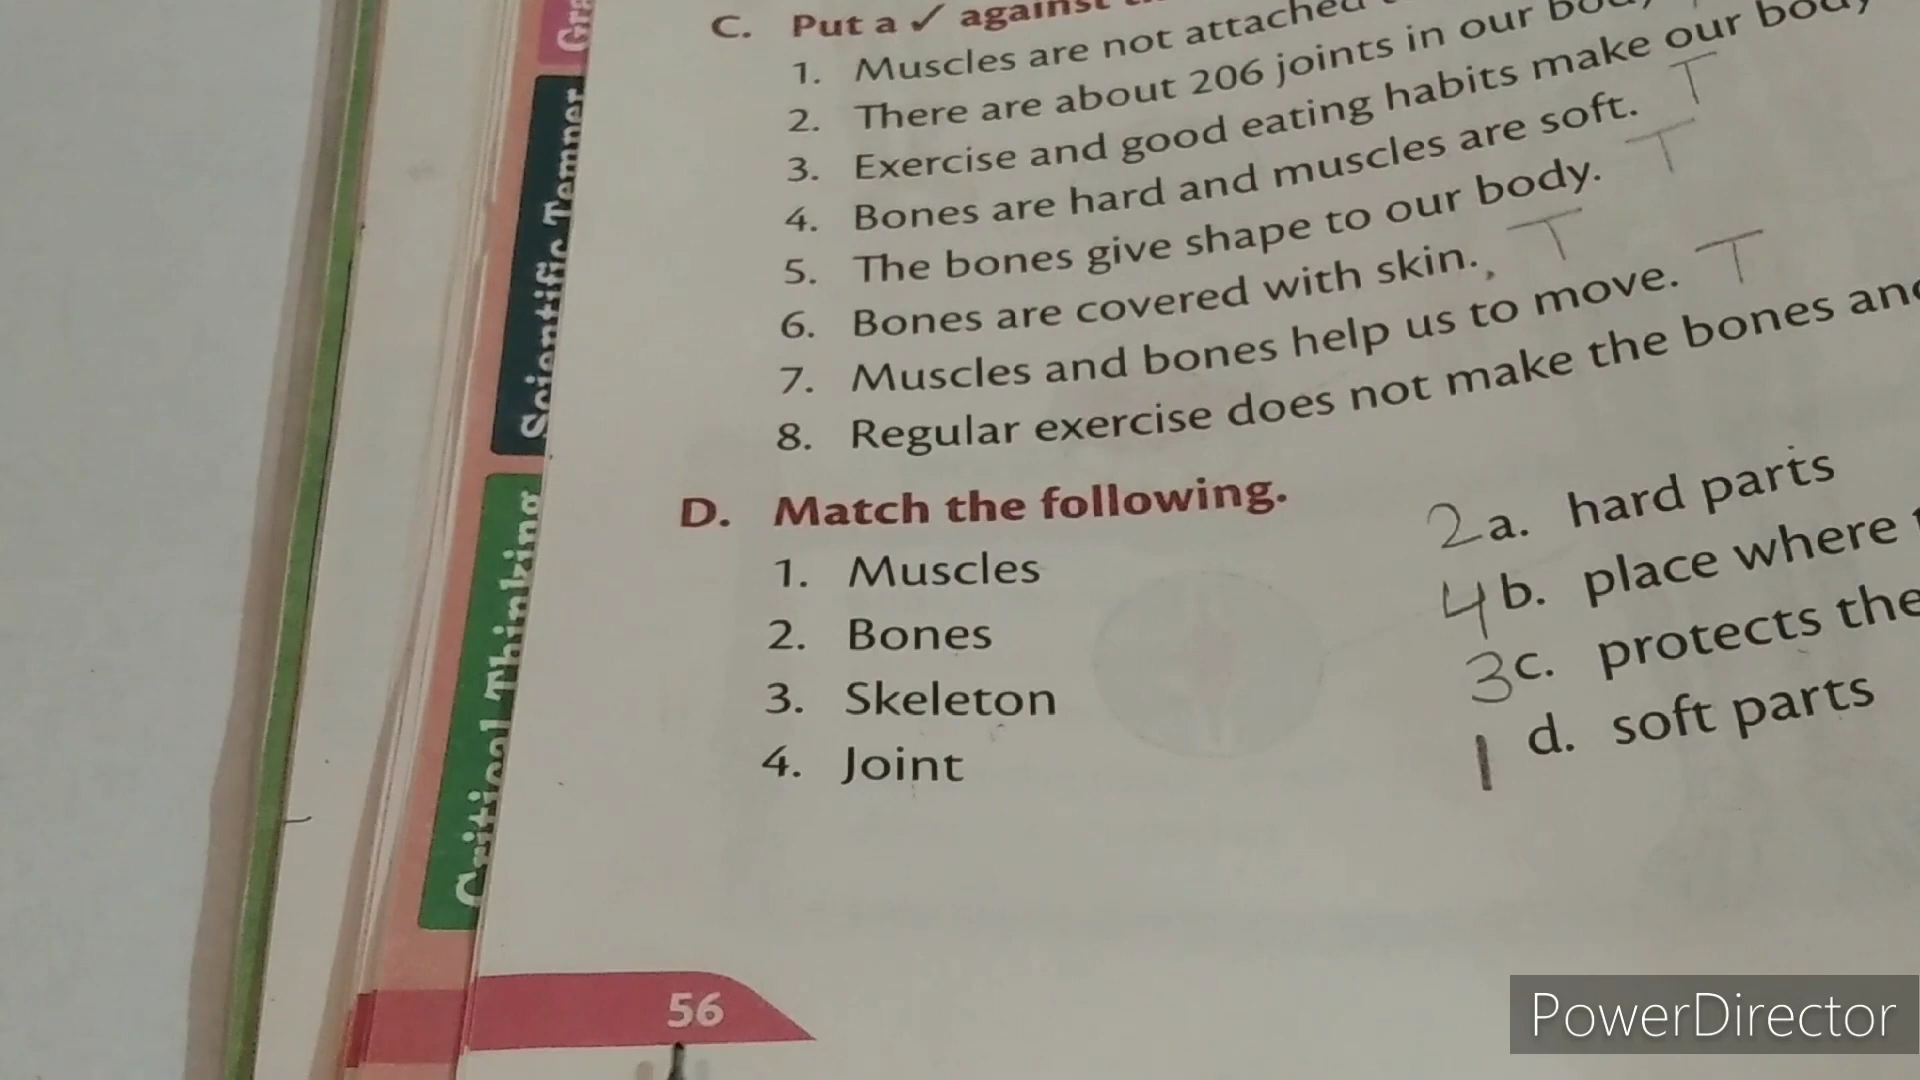 C. Put a ✓ against
1. Muscles are not attached
2. There are about 206 joints in our body
3. Exercise and good eating habits make our body
4. Bones are hard and muscles are soft. T
5. The bones give shape to our body. T
6. Bones are covered with skin. T
7. Muscles and bones help us to move. T
8. Regular exercise does not make the bones and
D. Match the following.
1. Muscles
2. Bones
3. Skeleton
4. Joint
2 a. hard parts
4 b. place where
3 c. protects the
1 d. soft parts
Gra
Scientific Temper
Critical Thinking
56
PowerDirector